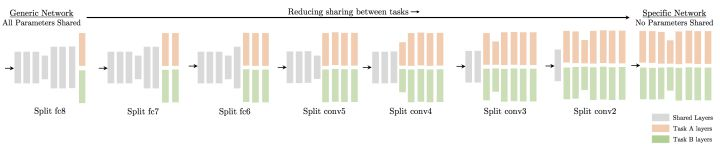 Generic Network
All Parameters Shared
Reducing sharing between tasks →
Specific Network
No Parameters Shared
Split fc8
Split fc7
Split fc6
Split conv5
Split conv4
Split conv3
Split conv2
Shared Layers
Task A layers
Task B layers